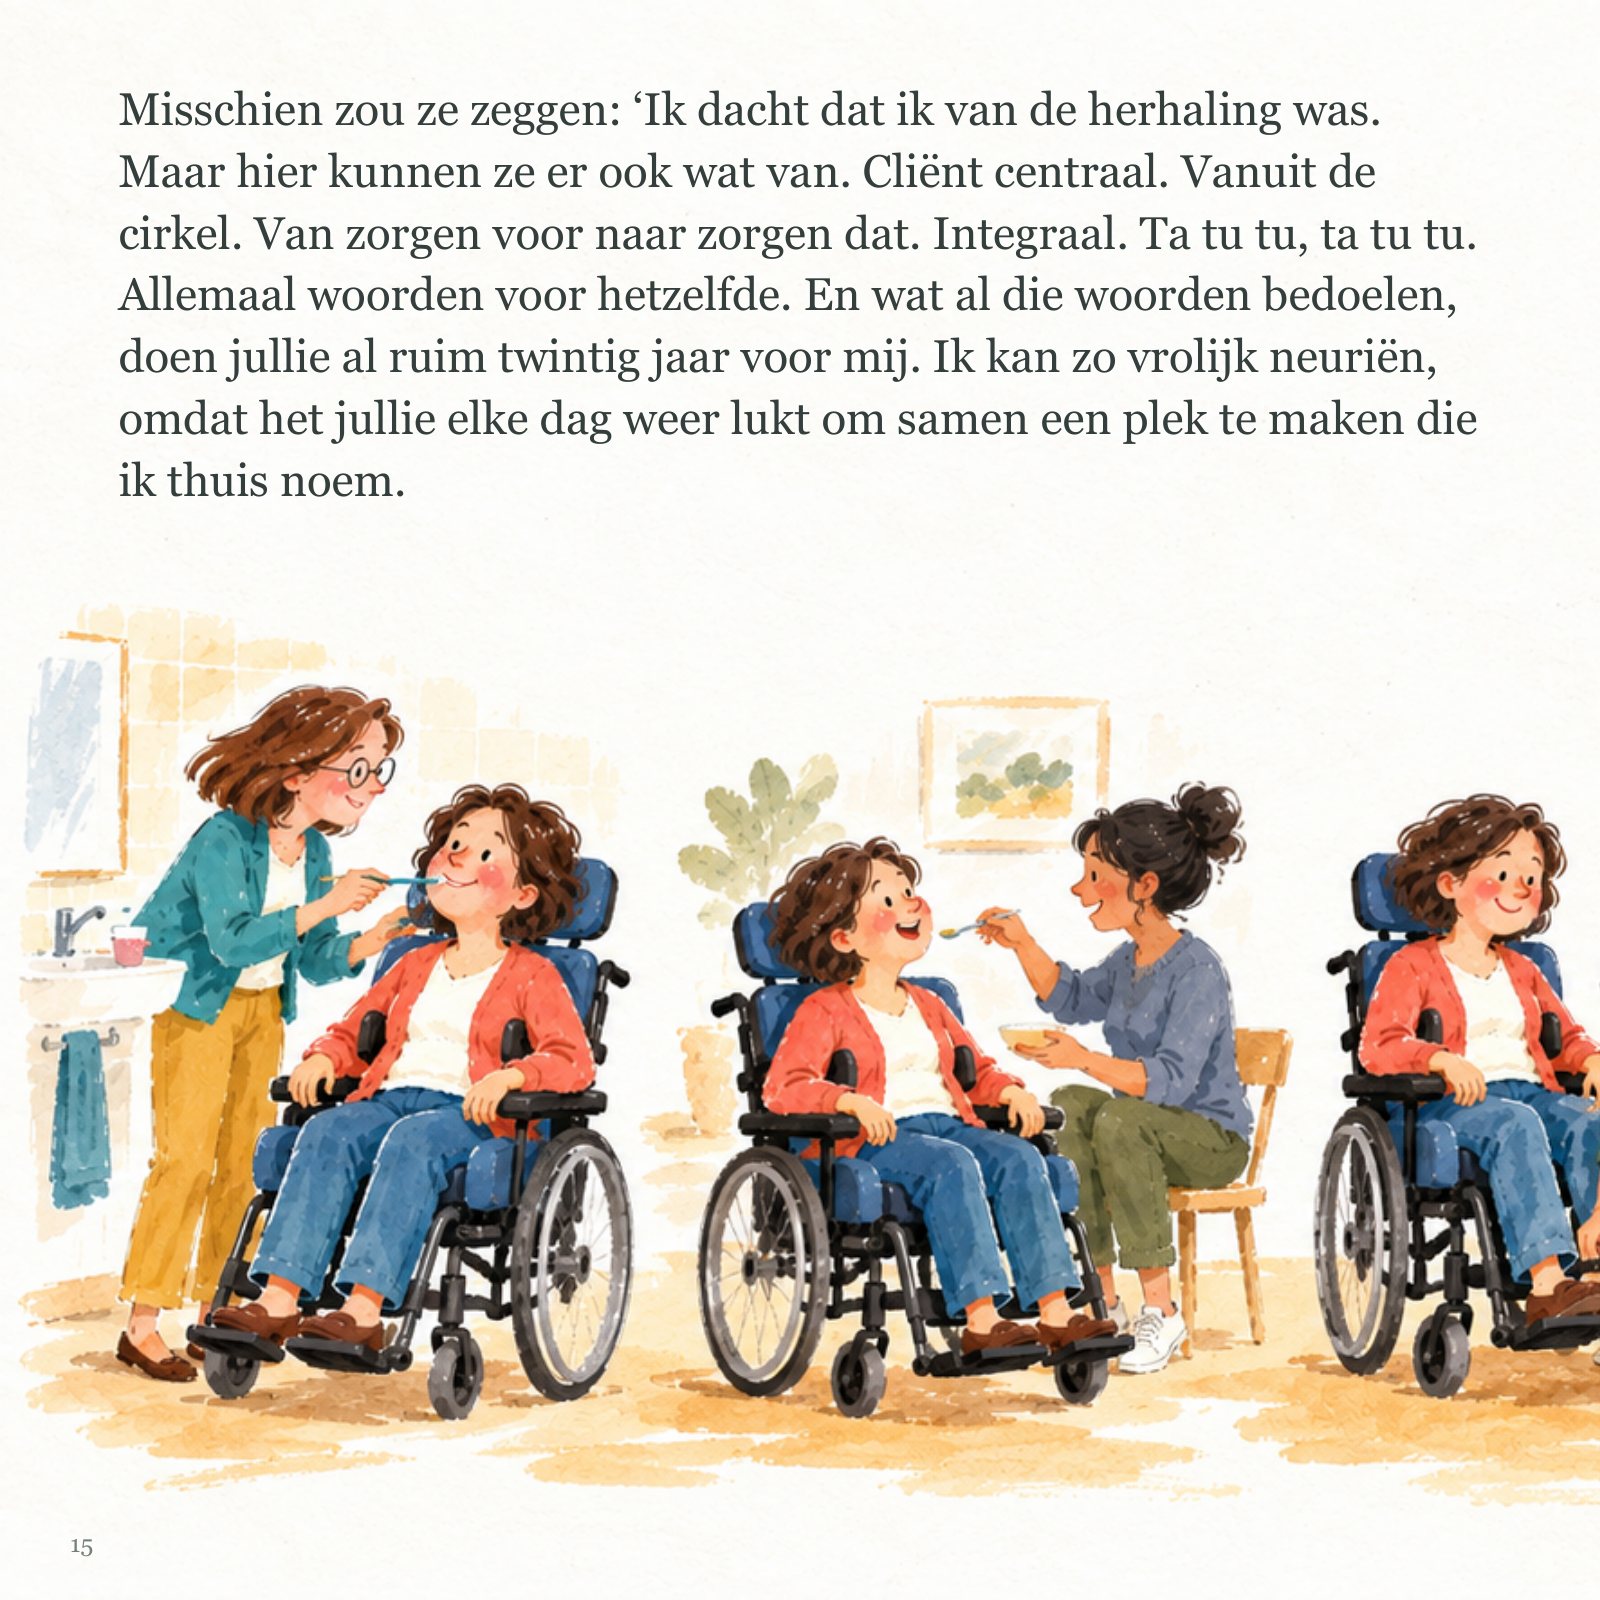 Misschien zou ze zeggen: ‘Ik dacht dat ik van de herhaling was.
Maar hier kunnen ze er ook wat van. Cliënt centraal. Vanuit de
cirkel. Van zorgen voor naar zorgen dat. Integraal. Ta tu tu, ta tu tu.
Allemaal woorden voor hetzelfde. En wat al die woorden bedoelen,
doen jullie al ruim twintig jaar voor mij. Ik kan zo vrolijk neuriën,
omdat het jullie elke dag weer lukt om samen een plek te maken die
ik thuis noem.
15